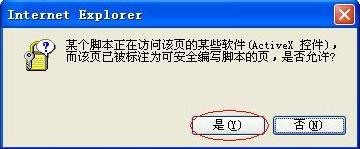 Internet Explorer
某个脚本正在访问该页的某些软件(ActiveX 控件),
而该页已被标注为可安全编写脚本的页,是否允许?
是(Y)
否(N)